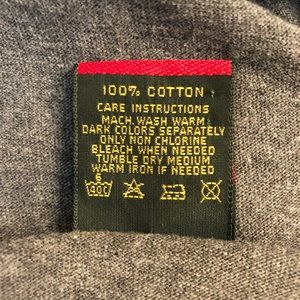 100% COTTON
CARE INSTRUCTIONS
MACH. WASH WARM
DARK COLORS SEPARATELY
ONLY NON CHLORINE
BLEACH WHEN NEEDED
TUMBLE DRY MEDIUM
WARM IRON IF NEEDED
6